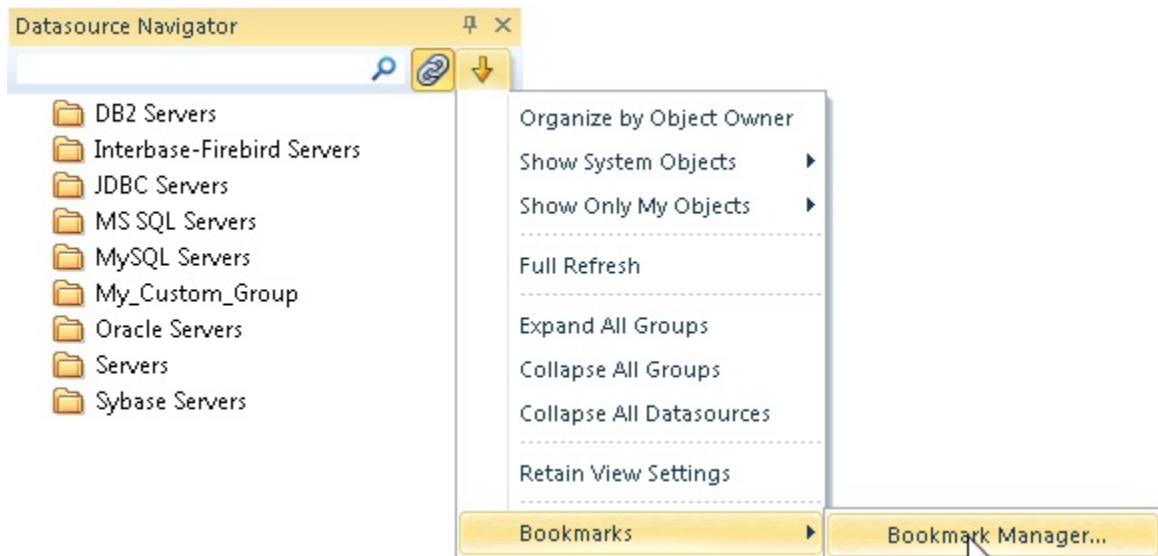 Datasource Navigator
DB2 Servers
Interbase-Firebird Servers
JDBC Servers
MS SQL Servers
MySQL Servers
My_Custom_Group
Oracle Servers
Servers
Sybase Servers
Organize by Object Owner
Show System Objects
Show Only My Objects
Full Refresh
Expand All Groups
Collapse All Groups
Collapse All Datasources
Retain View Settings
Bookmarks
Bookmark Manager...